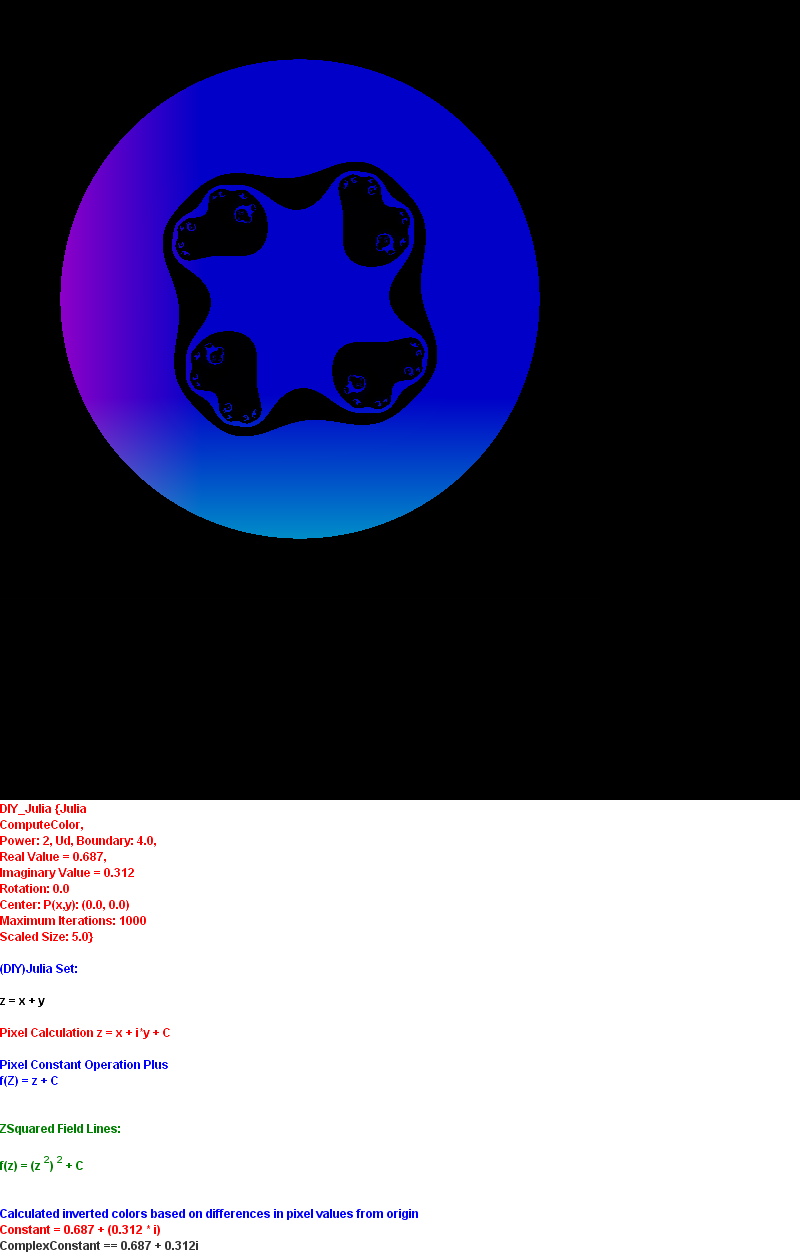 DIY_Julia {Julia
ComputeColor,
Power: 2, Ud, Boundary: 4.0,
Real Value = 0.687,
Imaginary Value = 0.312
Rotation: 0.0
Center: P(x,y): (0.0, 0.0)
Maximum Iterations: 1000
Scaled Size: 5.0}
(DIY)Julia Set:
z = x + y
Pixel Calculation z = x + i*y + C
Pixel Constant Operation Plus
f(Z) = z + C
ZSquared Field Lines:
f(z) = (z ²) ² + C
Calculated inverted colors based on differences in pixel values from origin
Constant = 0.687 + (0.312 * i)
ComplexConstant == 0.687 + 0.312i